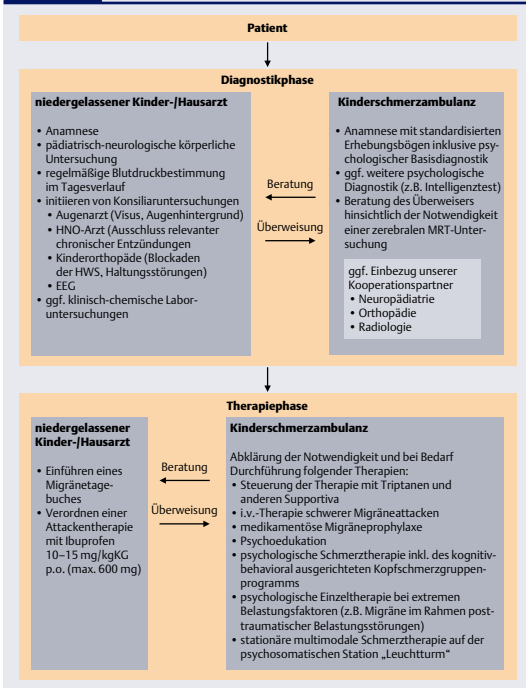 Patient
Diagnostikphase
niedergelassener Kinder-/Hausarzt
• Anamnese
• pädiatrisch-neurologische körperliche
Untersuchung
• regelmäßige Blutdruckbestimmung
im Tagesverlauf
• initiieren von Konsiliaruntersuchungen
• Augenarzt (Visus, Augenhintergrund)
• HNO-Arzt (Ausschluss relevanter
chronischer Entzündungen
• Kinderorthopäde (Blockaden
der HWS, Haltungsstörungen)
• EEG
• ggf. klinisch-chemische Labor-
untersuchungen
Beratung
Überweisung
Kinderschmerzambulanz
• Anamnese mit standardisierten
Erhebungsbögen inklusive psy-
chologischer Basisdiagnostik
• ggf. weitere psychologische
Diagnostik (z.B. Intelligenztest)
• Beratung des Überweisers
hinsichtlich der Notwendigkeit
einer zerebralen MRT-Unter-
suchung
ggf. Einbezug unserer
Kooperationspartner
• Neuropädiatrie
• Orthopädie
• Radiologie
Therapiephase
niedergelassener
Kinder-/Hausarzt
• Einführen eines
Migränetage-
buches
• Verordnen einer
Attackentherapie
mit Ibuprofen
10–15 mg/kgKG
p.o. (max. 600 mg)
Beratung
Überweisung
Kinderschmerzambulanz
Abklärung der Notwendigkeit und bei Bedarf
Durchführung folgender Therapien:
• Steuerung der Therapie mit Triptanen und
anderen Supportiva
• i.v.-Therapie schwerer Migräneattacken
• medikamentöse Migräneprophylaxe
• Psychoedukation
• psychologische Schmerztherapie inkl. des kognitiv-
behavioral ausgerichteten Kopfschmerzgruppen-
programms
• psychologische Einzeltherapie bei extremen
Belastungsfaktoren (z.B. Migräne im Rahmen post-
traumatischer Belastungsstörungen)
• stationäre multimodale Schmerztherapie auf der
psychosomatischen Station „Leuchtturm“